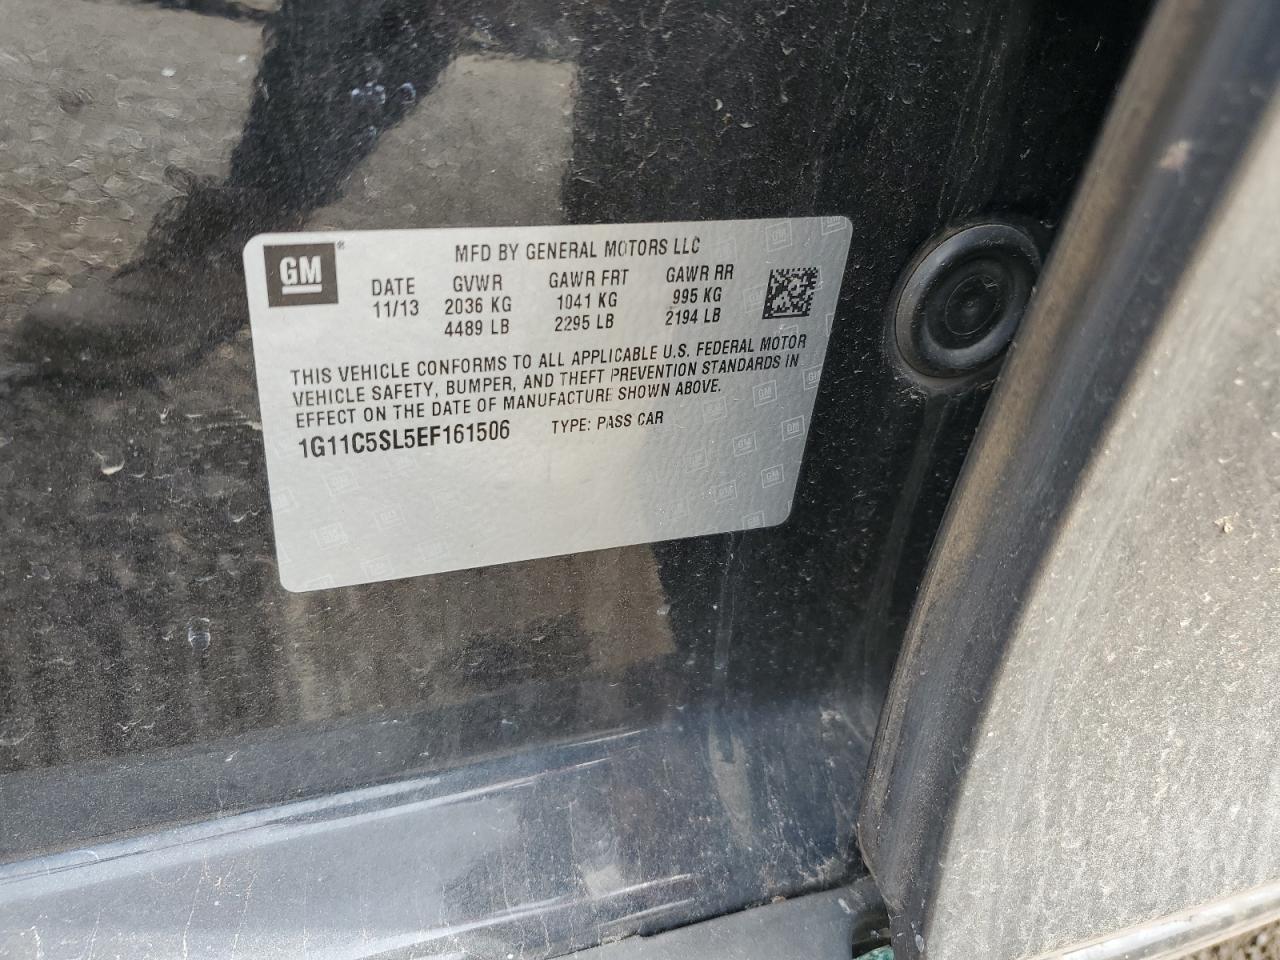 GM
MFD BY GENERAL MOTORS LLC
DATE GVWR GAWR FRT GAWR RR
11/13 2036 KG 1041 KG 995 KG
4489 LB 2295 LB 2194 LB
THIS VEHICLE CONFORMS TO ALL APPLICABLE U.S. FEDERAL MOTOR
VEHICLE SAFETY, BUMPER, AND THEFT PREVENTION STANDARDS IN
EFFECT ON THE DATE OF MANUFACTURE SHOWN ABOVE.
1G11C5SL5EF161506 TYPE: PASS CAR